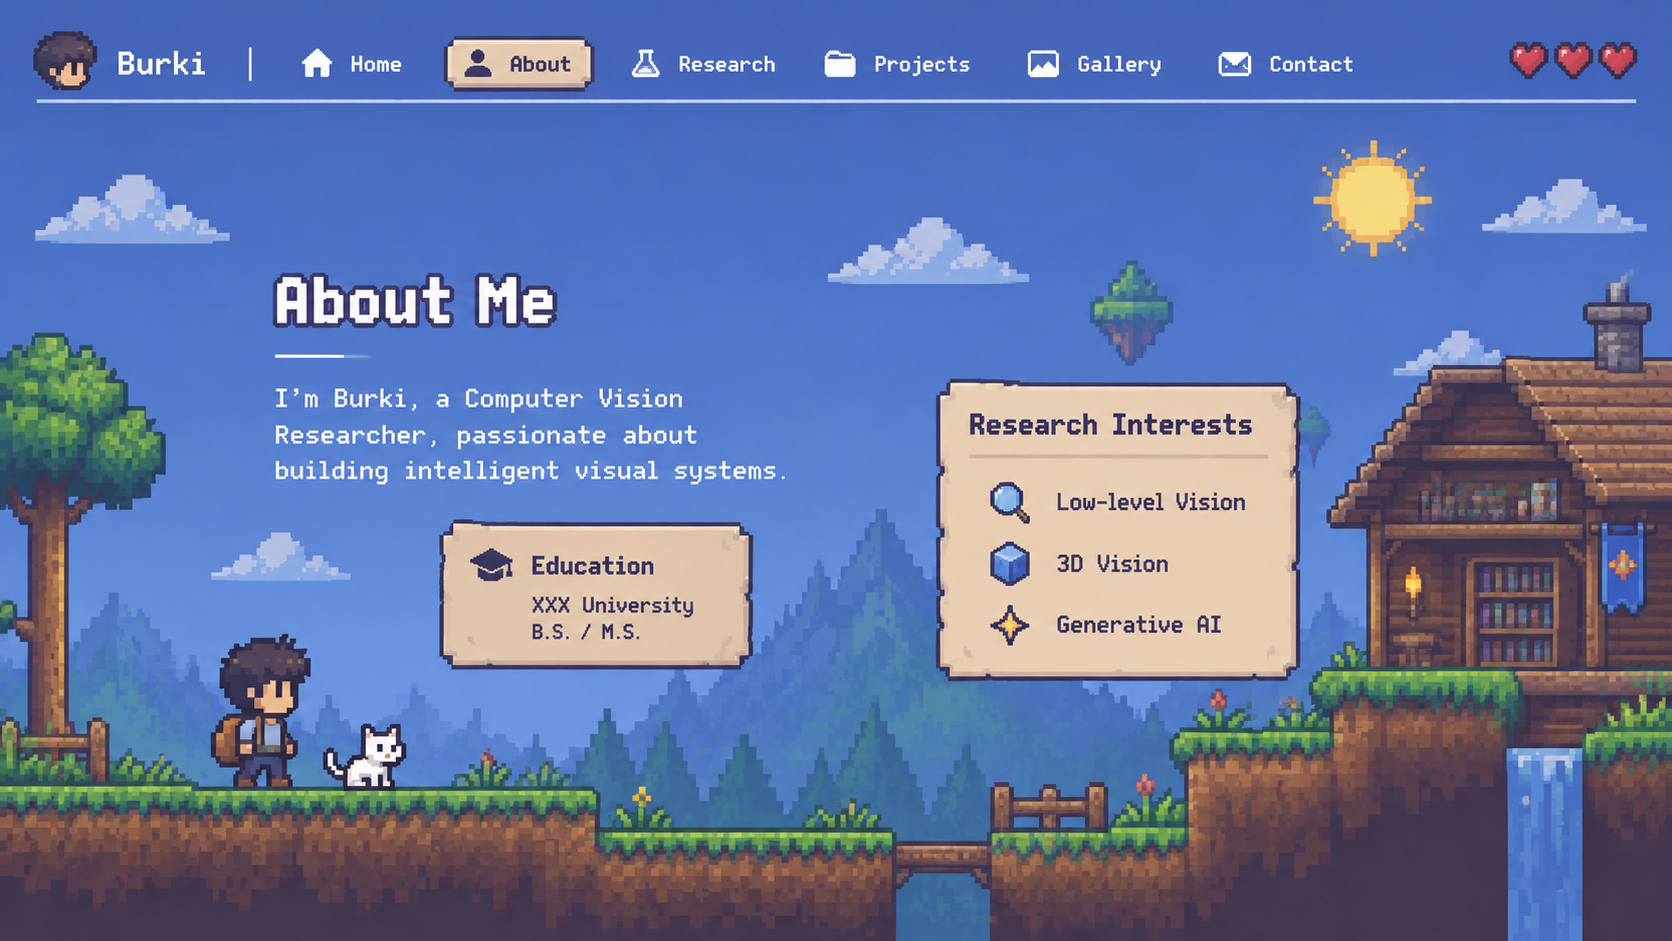 Burki
Home
About
Research
Projects
Gallery
Contact
About Me
I'm Burki, a Computer Vision
Researcher, passionate about
building intelligent visual systems.
Education
XXX University
B.S. / M.S.
Research Interests
Low-level Vision
3D Vision
Generative AI